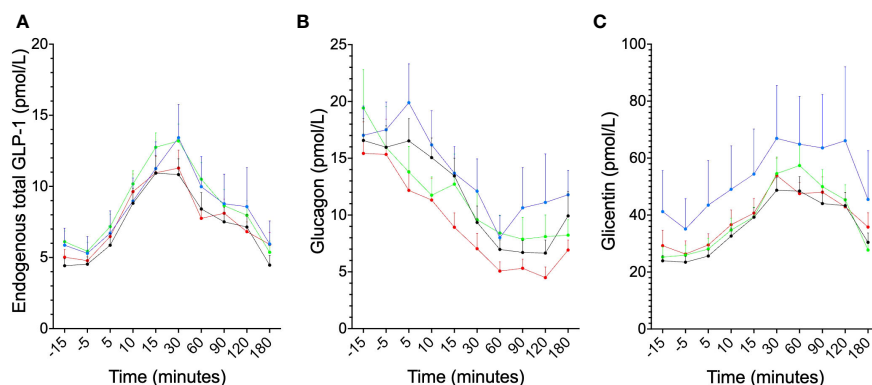 A
Endogenous total GLP-1 (pmol/L)
20
15
10
5
0
-15 -5 5 10 15 30 60 90 120 180
Time (minutes)
B
Glucagon (pmol/L)
25
20
15
10
5
0
-15 -5 5 10 15 30 60 90 120 180
Time (minutes)
C
Glicentin (pmol/L)
100
80
60
40
20
0
-15 -5 5 10 15 30 60 90 120 180
Time (minutes)